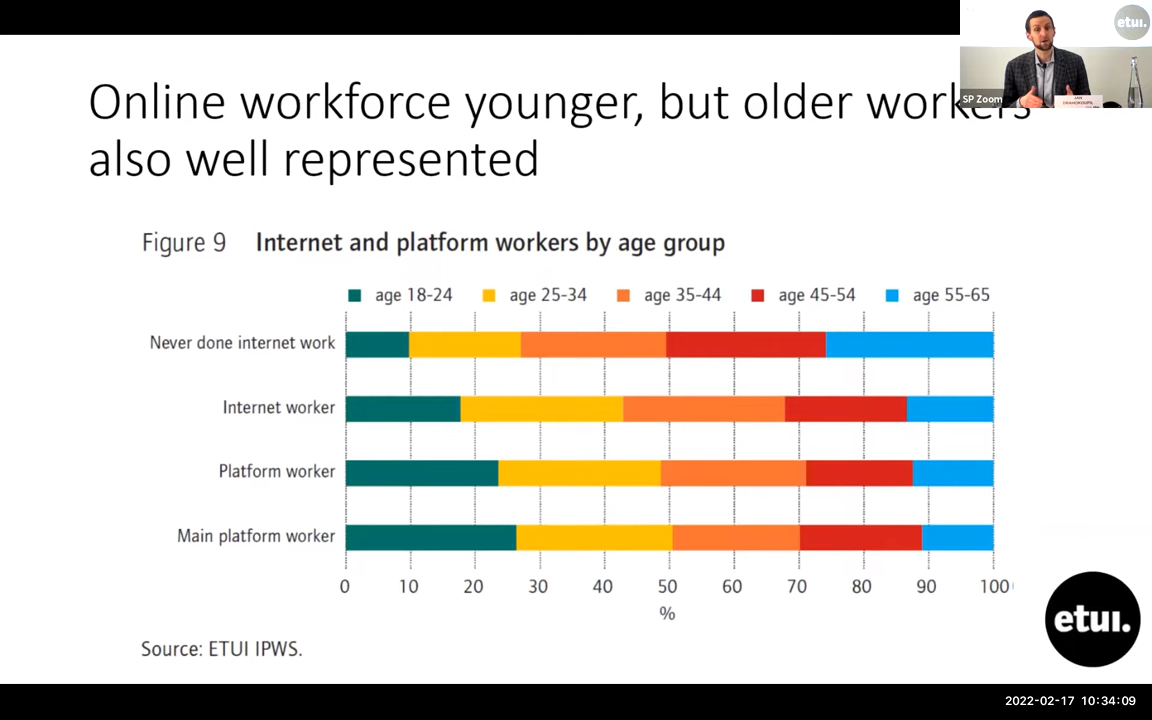 etui.
SP Zoom
JAN
DRAHOKOUPIL
Online workforce younger, but older workers
also well represented
Figure 9 Internet and platform workers by age group
age 18-24 age 25-34 age 35-44 age 45-54 age 55-65
Never done internet work
Internet worker
Platform worker
Main platform worker
0 10 20 30 40 50 60 70 80 90 100
%
etui.
Source: ETUI IPWS.
2022-02-17 10:34:09